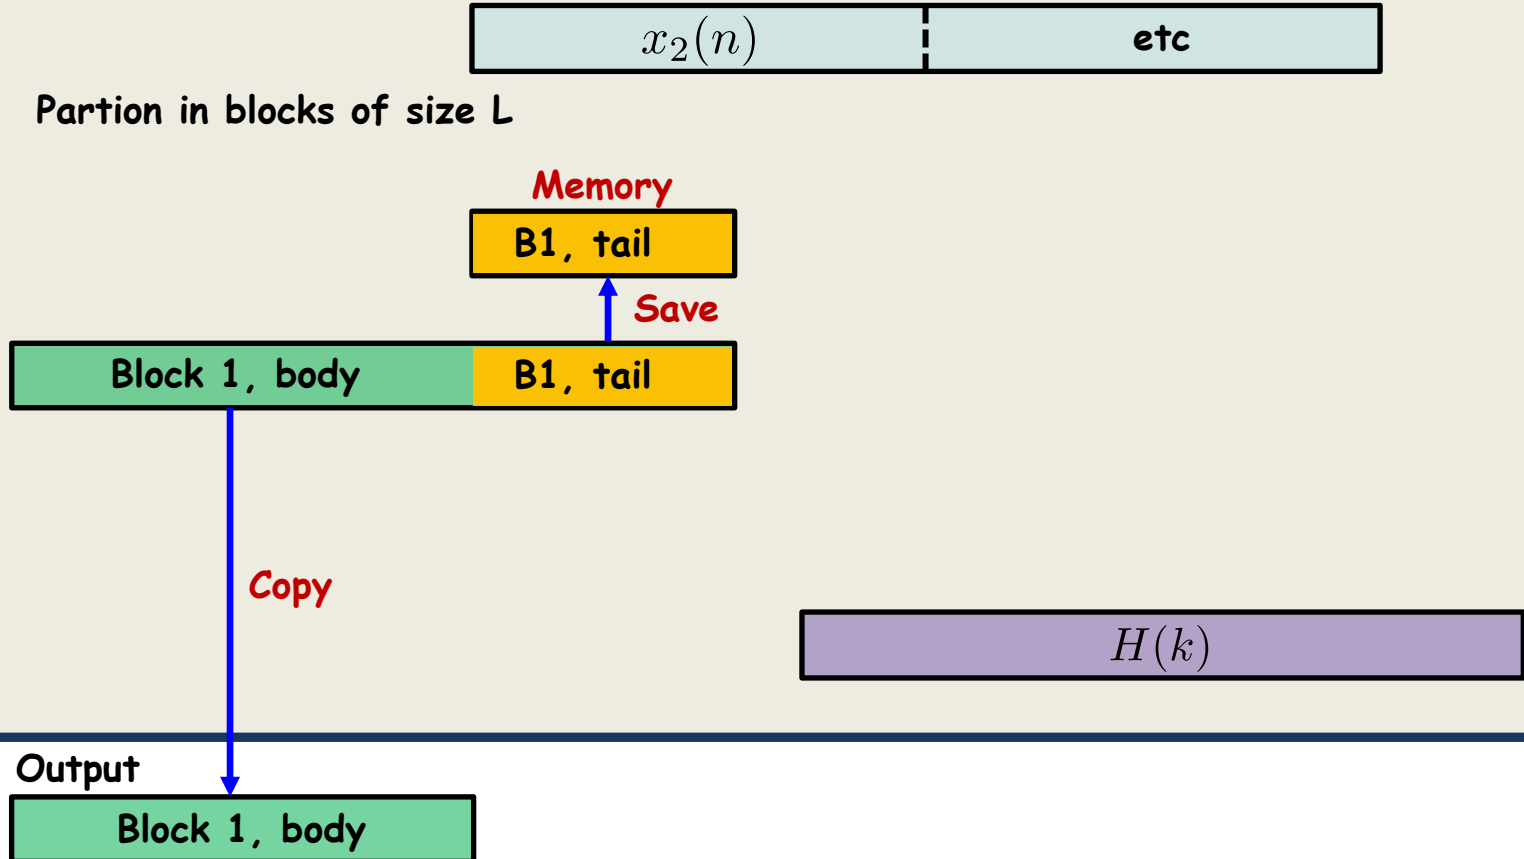 x₂(n) etc
Partion in blocks of size L
Memory
B1, tail
Save
Block 1, body B1, tail
Copy
H(k)
Output
Block 1, body